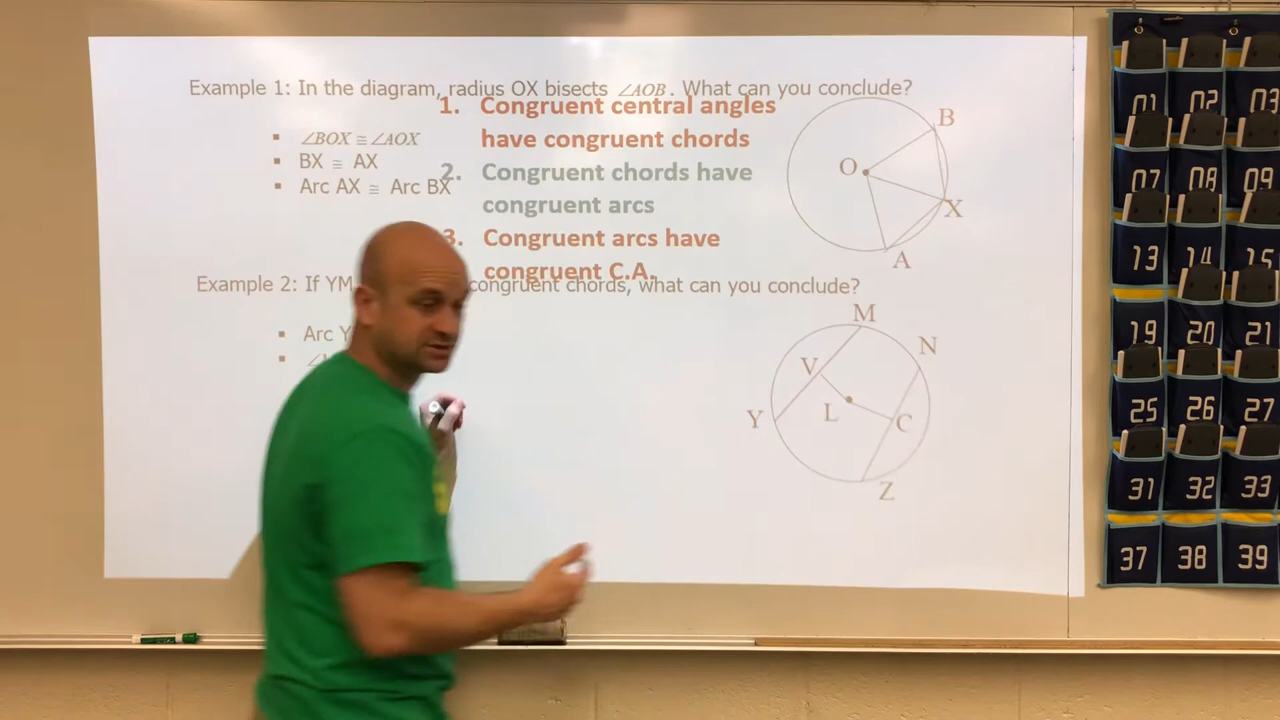 Example 1: In the diagram, radius OX bisects ∠AOB. What can you conclude?
1. Congruent central angles
have congruent chords
▪ ∠BOX ≅ ∠AOX
▪ BX ≅ AX
▪ Arc AX ≅ Arc BX
2. Congruent chords have
congruent arcs
3. Congruent arcs have
congruent C.A.
B
O
X
A
Example 2: If YM congruent chords, what can you conclude?
▪ Arc Y
M
N
V
L
C
Y
Z
01 02 03
07 08 09
13 14 15
19 20 21
25 26 27
31 32 33
37 38 39